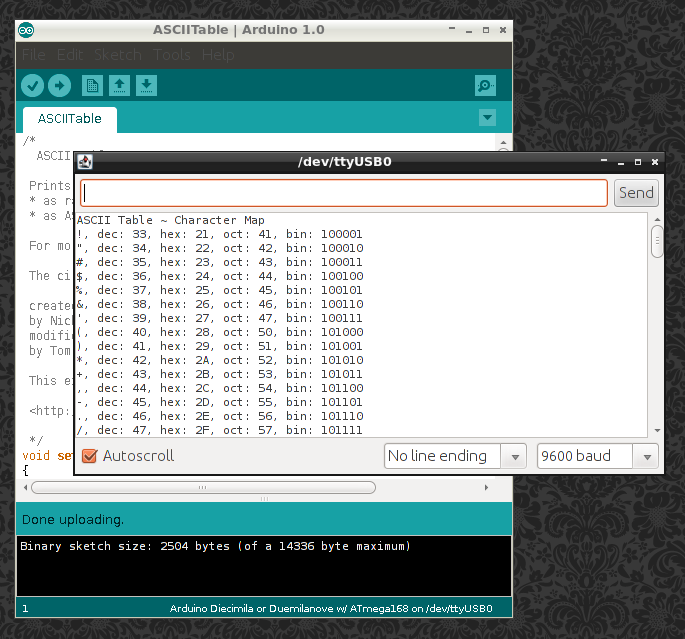 ASCIITable | Arduino 1.0
File Edit Sketch Tools Help
ASCIITable
/*
ASCII
Prints
* as r
* as A
For mo
The ci
create
by Nic
modifi
by Tom
This e
<http:
*/
void set
{
/dev/ttyUSB0
Send
ASCII Table ~ Character Map
!, dec: 33, hex: 21, oct: 41, bin: 100001
", dec: 34, hex: 22, oct: 42, bin: 100010
#, dec: 35, hex: 23, oct: 43, bin: 100011
$, dec: 36, hex: 24, oct: 44, bin: 100100
%, dec: 37, hex: 25, oct: 45, bin: 100101
&, dec: 38, hex: 26, oct: 46, bin: 100110
', dec: 39, hex: 27, oct: 47, bin: 100111
(, dec: 40, hex: 28, oct: 50, bin: 101000
), dec: 41, hex: 29, oct: 51, bin: 101001
*, dec: 42, hex: 2A, oct: 52, bin: 101010
+, dec: 43, hex: 2B, oct: 53, bin: 101011
,, dec: 44, hex: 2C, oct: 54, bin: 101100
-, dec: 45, hex: 2D, oct: 55, bin: 101101
., dec: 46, hex: 2E, oct: 56, bin: 101110
/, dec: 47, hex: 2F, oct: 57, bin: 101111
Autoscroll
No line ending
9600 baud
Done uploading.
Binary sketch size: 2504 bytes (of a 14336 byte maximum)
1
Arduino Diecimila or Duemilanove w/ ATmega168 on /dev/ttyUSB0